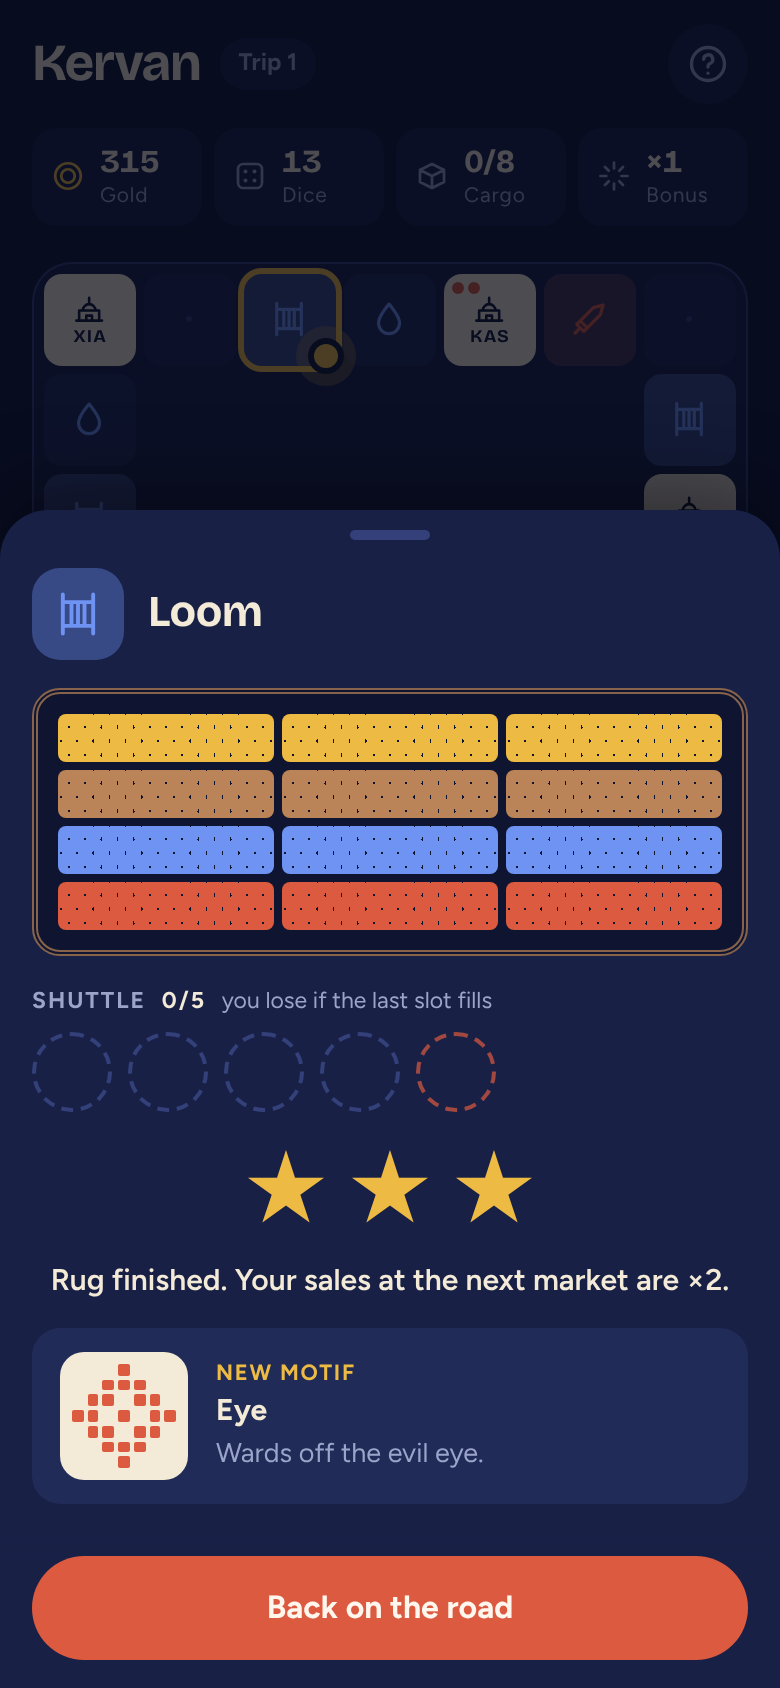 Kervan
Trip 1
315
Gold
13
Dice
0/8
Cargo
×1
Bonus
XIA
KAS
Loom
SHUTTLE 0/5 you lose if the last slot fills
Rug finished. Your sales at the next market are ×2.
NEW MOTIF
Eye
Wards off the evil eye.
Back on the road